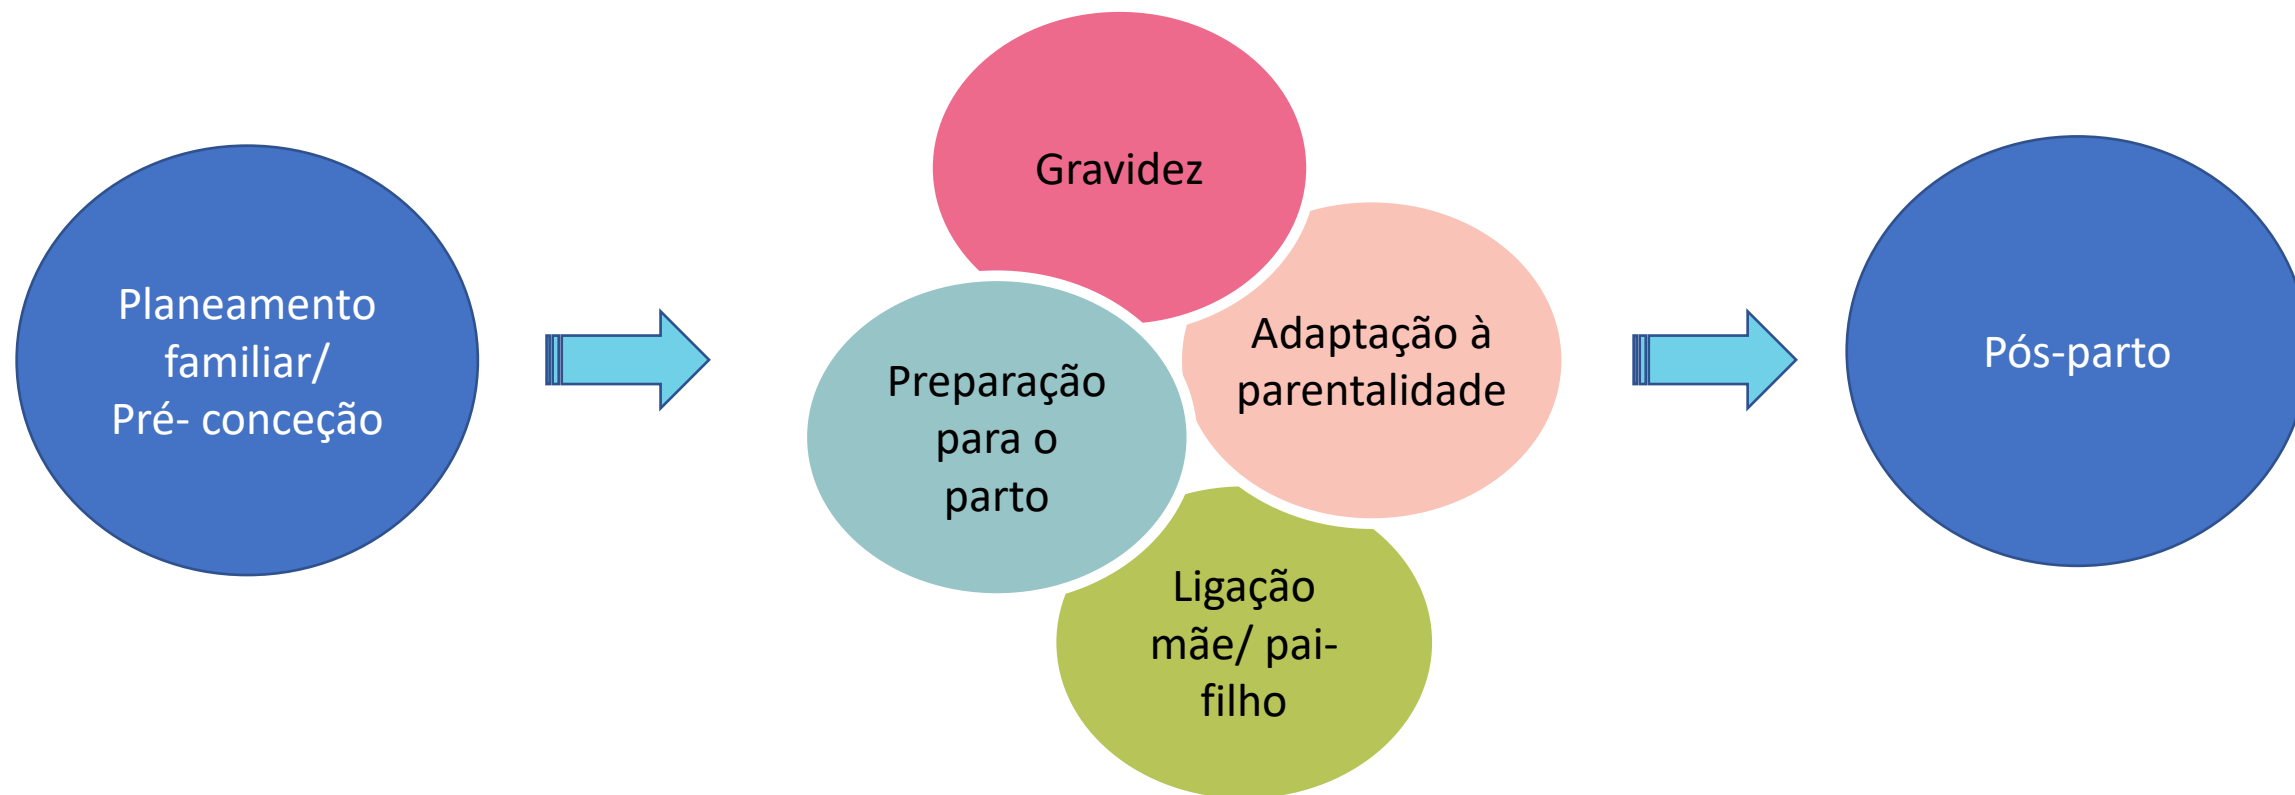 Planeamento
familiar/
Pré- conceção
Gravidez
Adaptação à
parentalidade
Preparação
para o
parto
Ligação
mãe/ pai-
filho
Pós-parto